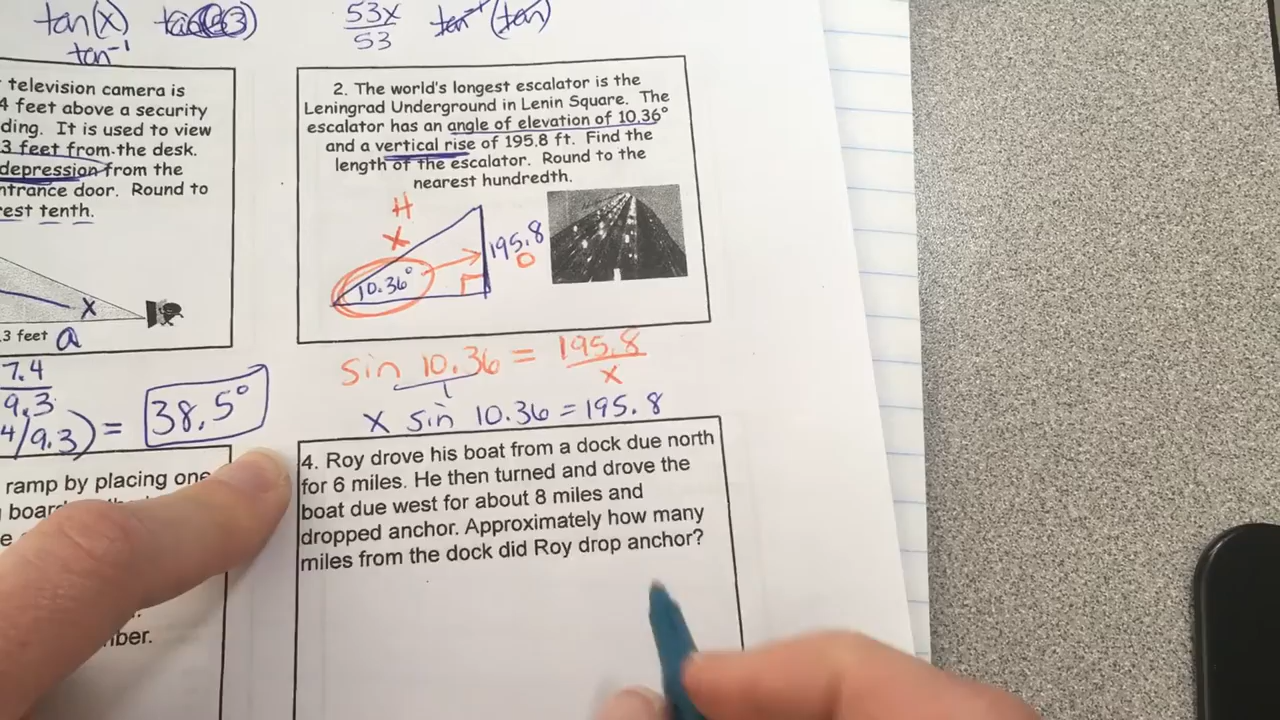 tan(x)
tan⁻¹
53x
53
tan⁻¹(tan)
television camera is
4 feet above a security
ding. It is used to view
3 feet from the desk.
depression from the
ntrance door. Round to
rest tenth.
x
.3 feet a
7.4
9.3
4/9.3) = 38.5°
2. The world's longest escalator is the
Leningrad Underground in Lenin Square. The
escalator has an angle of elevation of 10.36°
and a vertical rise of 195.8 ft. Find the
length of the escalator. Round to the
nearest hundredth.
H
X
195.8
O
10.36°
sin 10.36 = 195.8
x
x sin 10.36 = 195.8
ramp by placing one
boar
e
mber.
4. Roy drove his boat from a dock due north
for 6 miles. He then turned and drove the
boat due west for about 8 miles and
dropped anchor. Approximately how many
miles from the dock did Roy drop anchor?